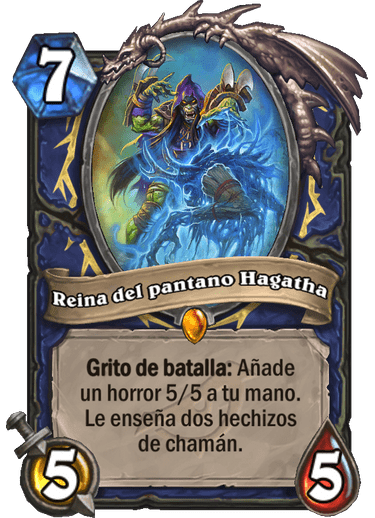 7
Reina del pantano Hagatha
Grito de batalla: Añade
un horror 5/5 a tu mano.
Le enseña dos hechizos
de chamán.
5
5